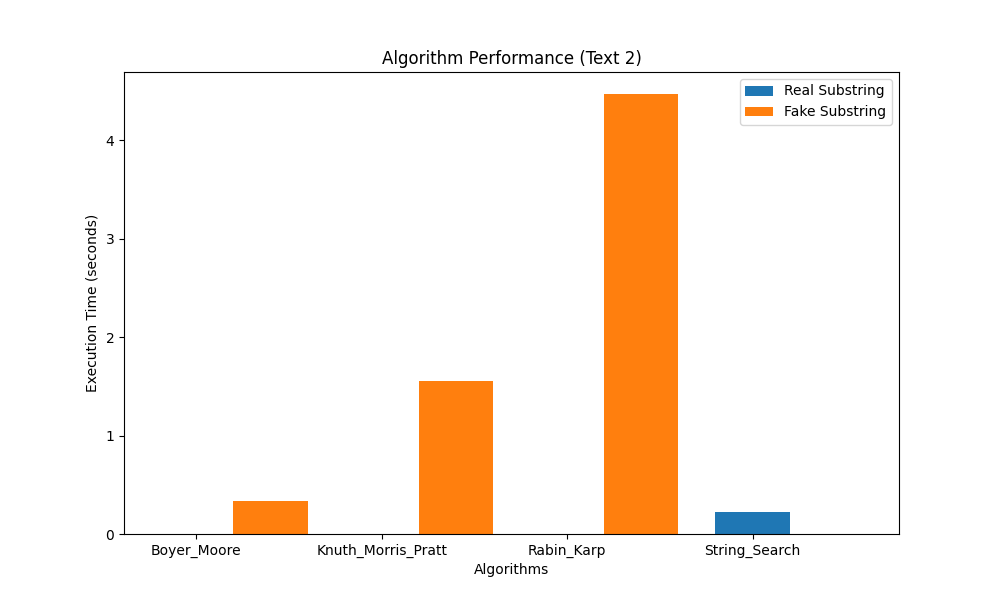 Algorithm Performance (Text 2)
Real Substring
Fake Substring
Execution Time (seconds)
4
3
2
1
0
Boyer_Moore
Knuth_Morris_Pratt
Rabin_Karp
String_Search
Algorithms